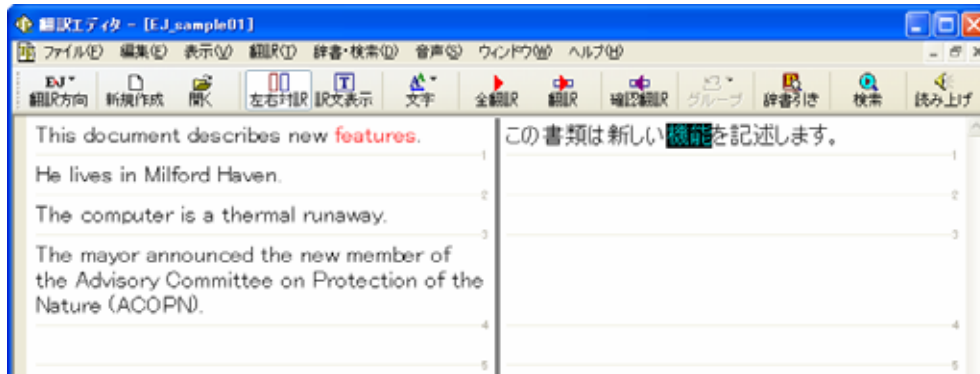 翻訳エディタ - [EJ_sample01]
ファイル(F) 編集(E) 表示(V) 翻訳(T) 辞書・検索(D) 音声(S) ウィンドウ(W) ヘルプ(H)
EJ
翻訳方向 新規作成 開く 左右対訳 訳文表示 文字 全翻訳 翻訳 確認翻訳 グループ 辞書引き 検索 読み上げ
This document describes new features. この書類は新しい機能を記述します。
1 1
He lives in Milford Haven.
2 2
The computer is a thermal runaway.
3 3
The mayor announced the new member of
the Advisory Committee on Protection of the
Nature (ACOPN).
4 4
5 5